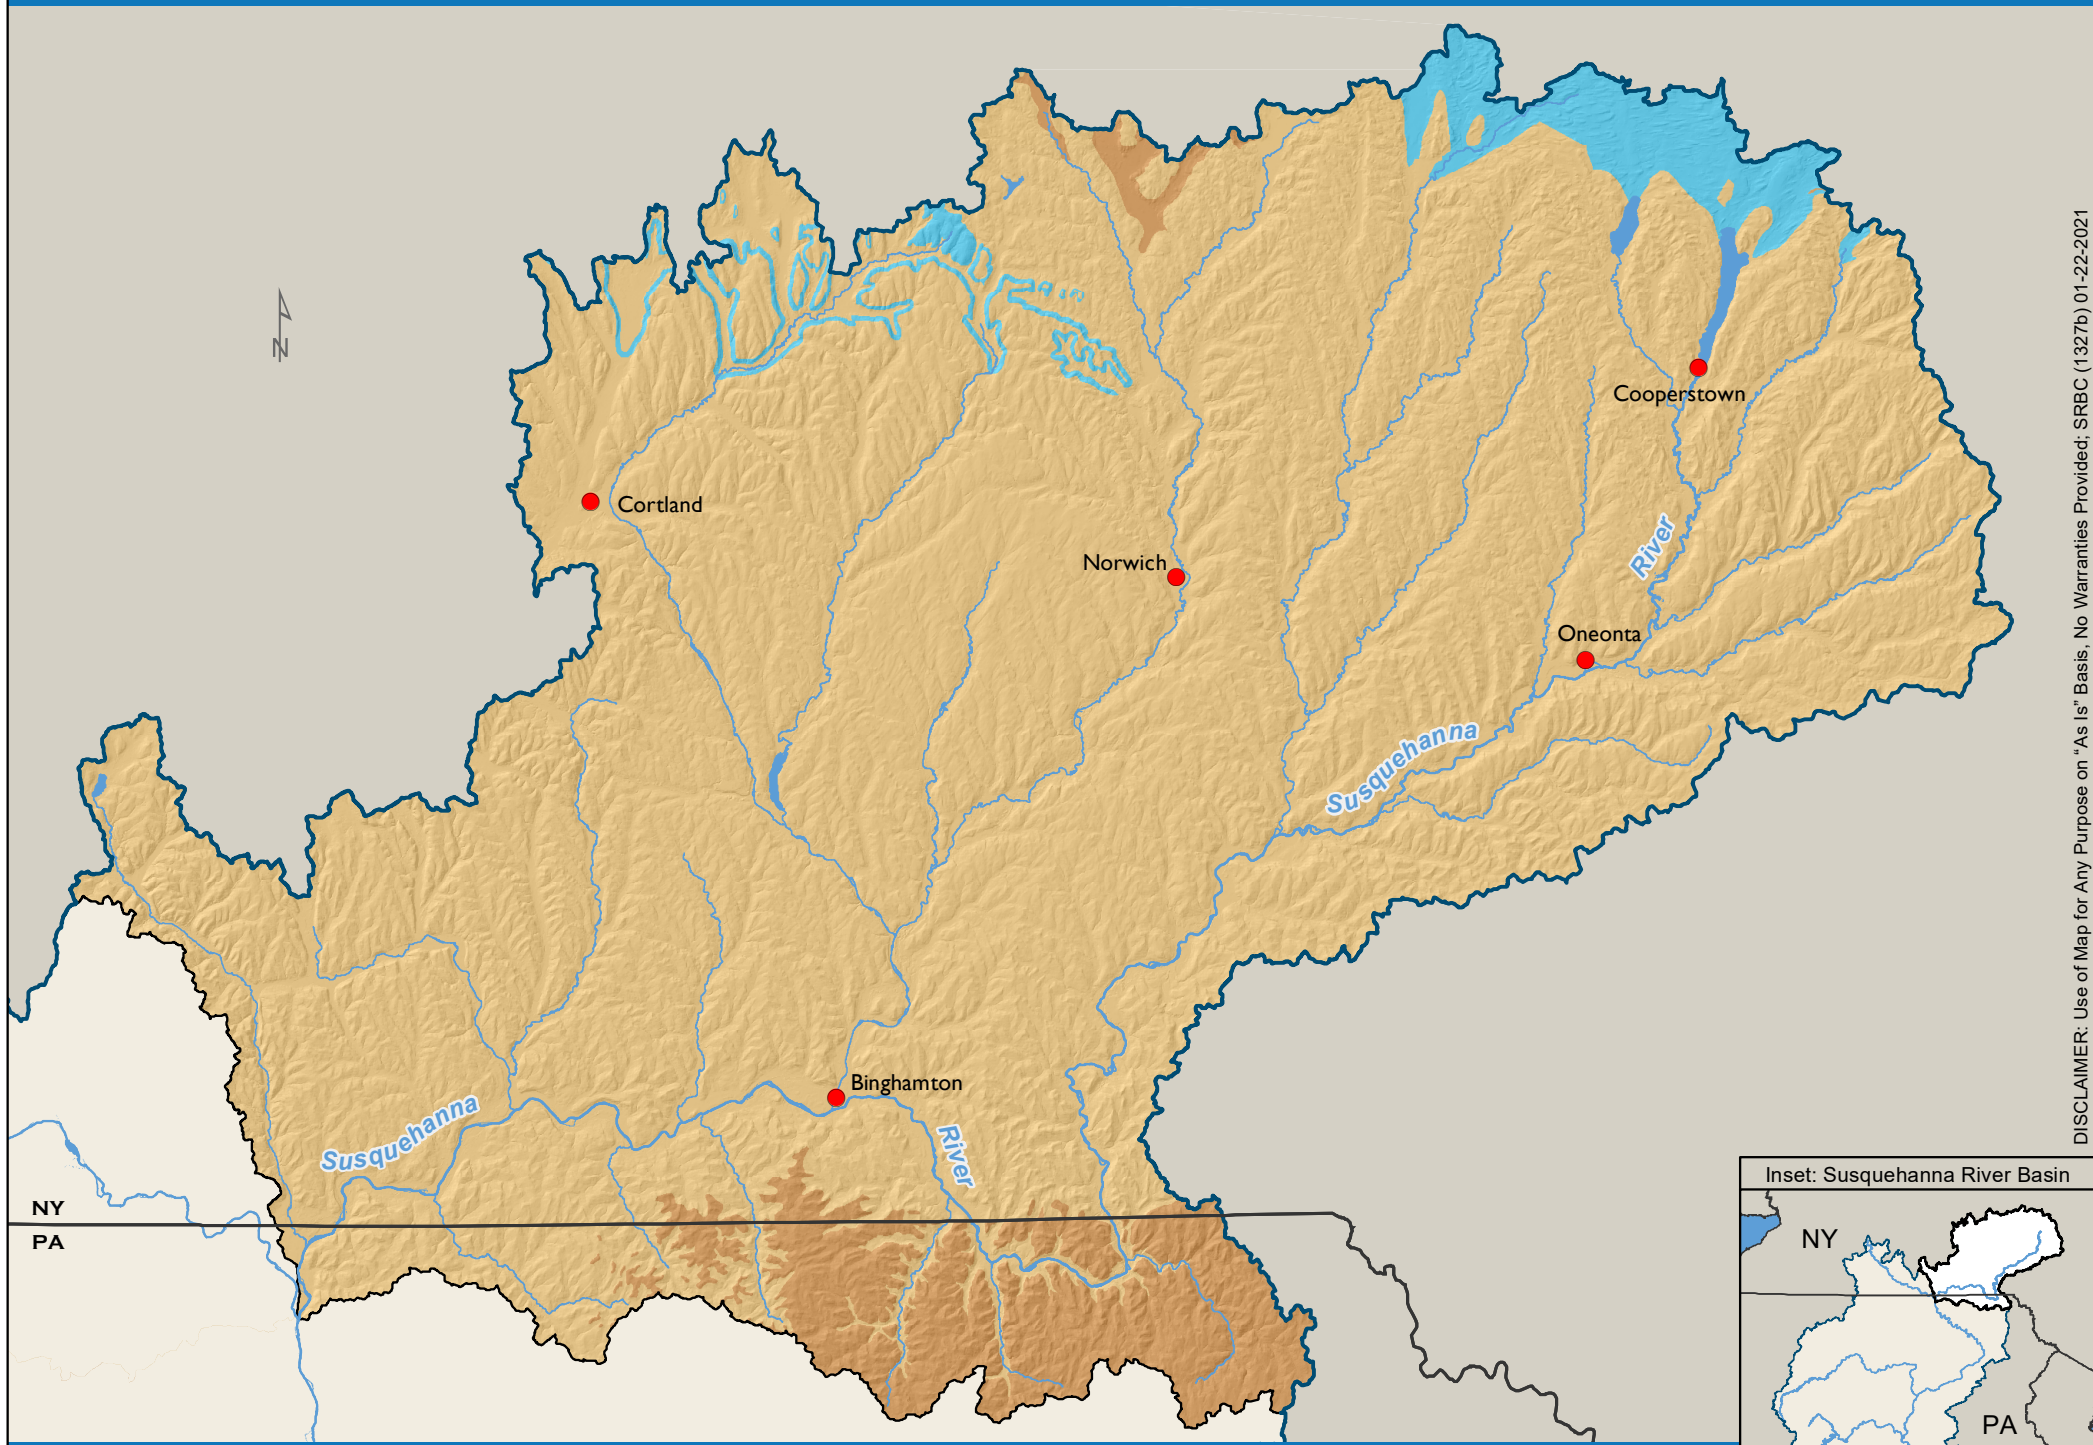 N
Cooperstown
Cortland
River
Norwich
Oneonta
Susquehanna
Binghamton
Susquehanna
River
NY
PA
DISCLAIMER: Use of Map for Any Purpose on "As Is" Basis, No Warranties Provided; SRBC (1327b) 01-22-2021
Inset: Susquehanna River Basin
NY
PA